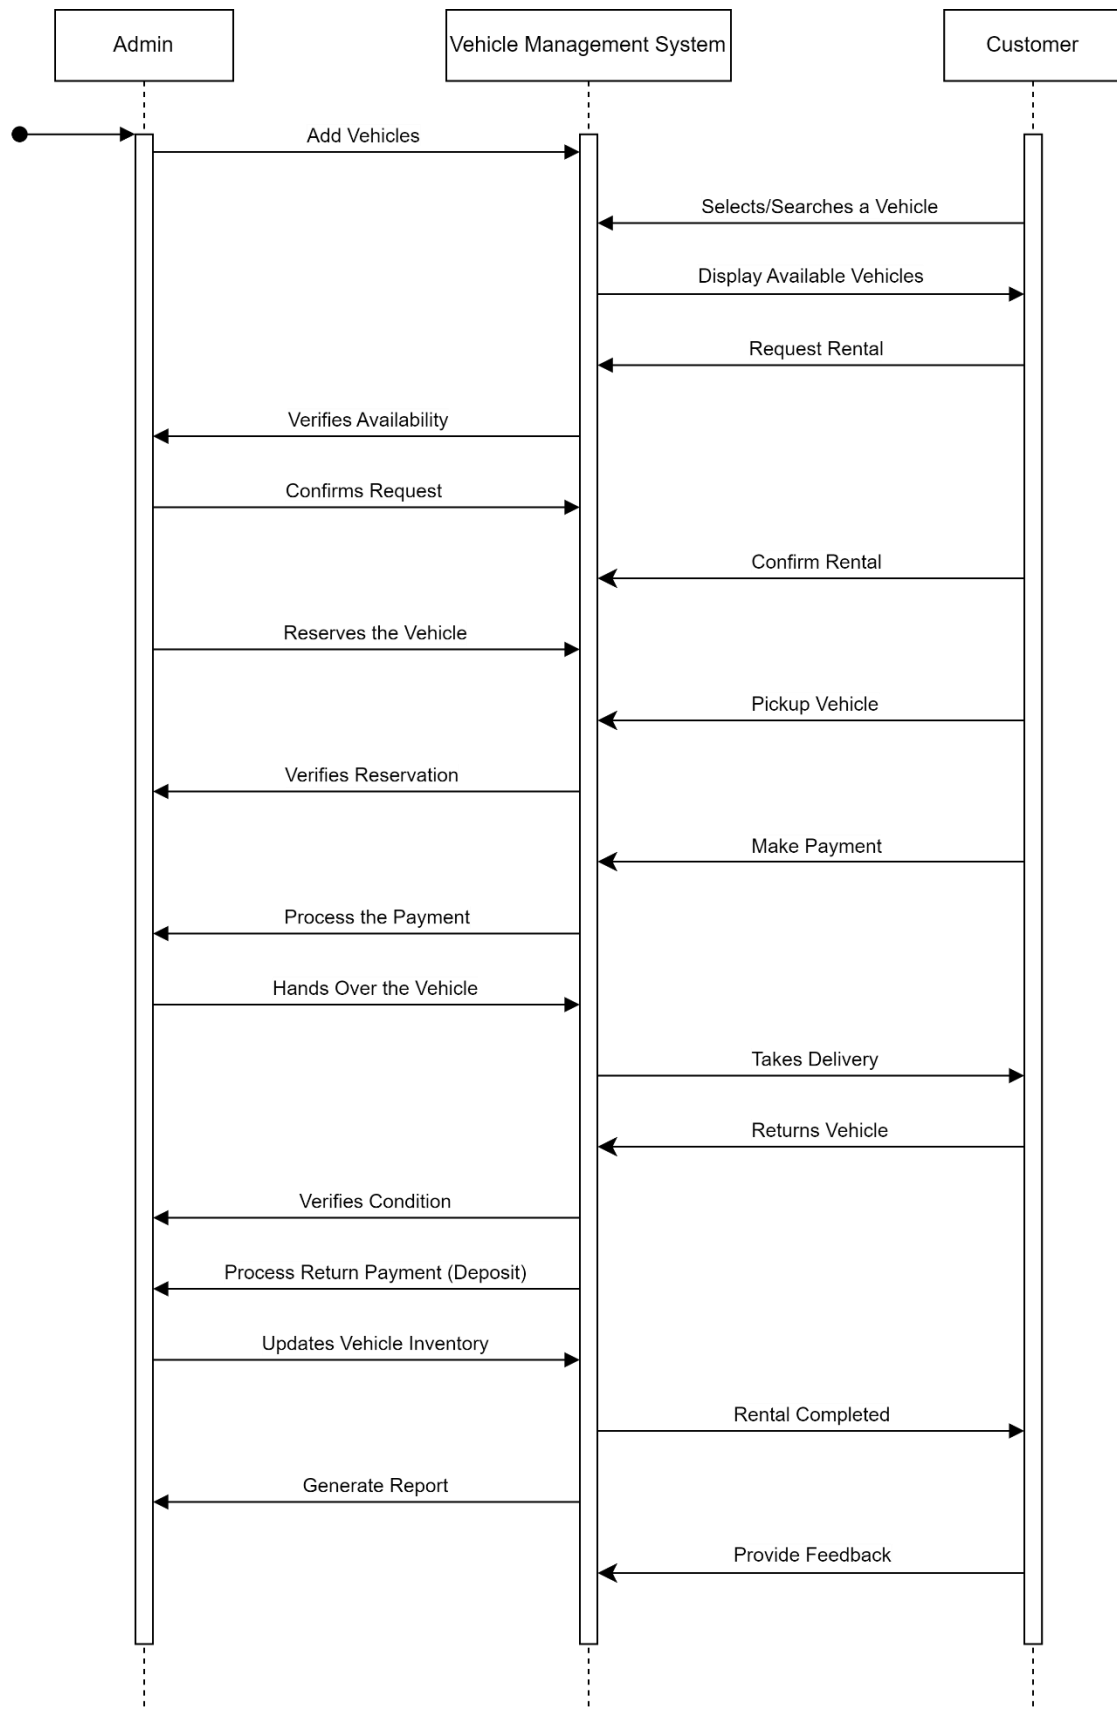 Admin
Vehicle Management System
Customer
Add Vehicles
Selects/Searches a Vehicle
Display Available Vehicles
Request Rental
Verifies Availability
Confirms Request
Confirm Rental
Reserves the Vehicle
Pickup Vehicle
Verifies Reservation
Make Payment
Process the Payment
Hands Over the Vehicle
Takes Delivery
Returns Vehicle
Verifies Condition
Process Return Payment (Deposit)
Updates Vehicle Inventory
Rental Completed
Generate Report
Provide Feedback